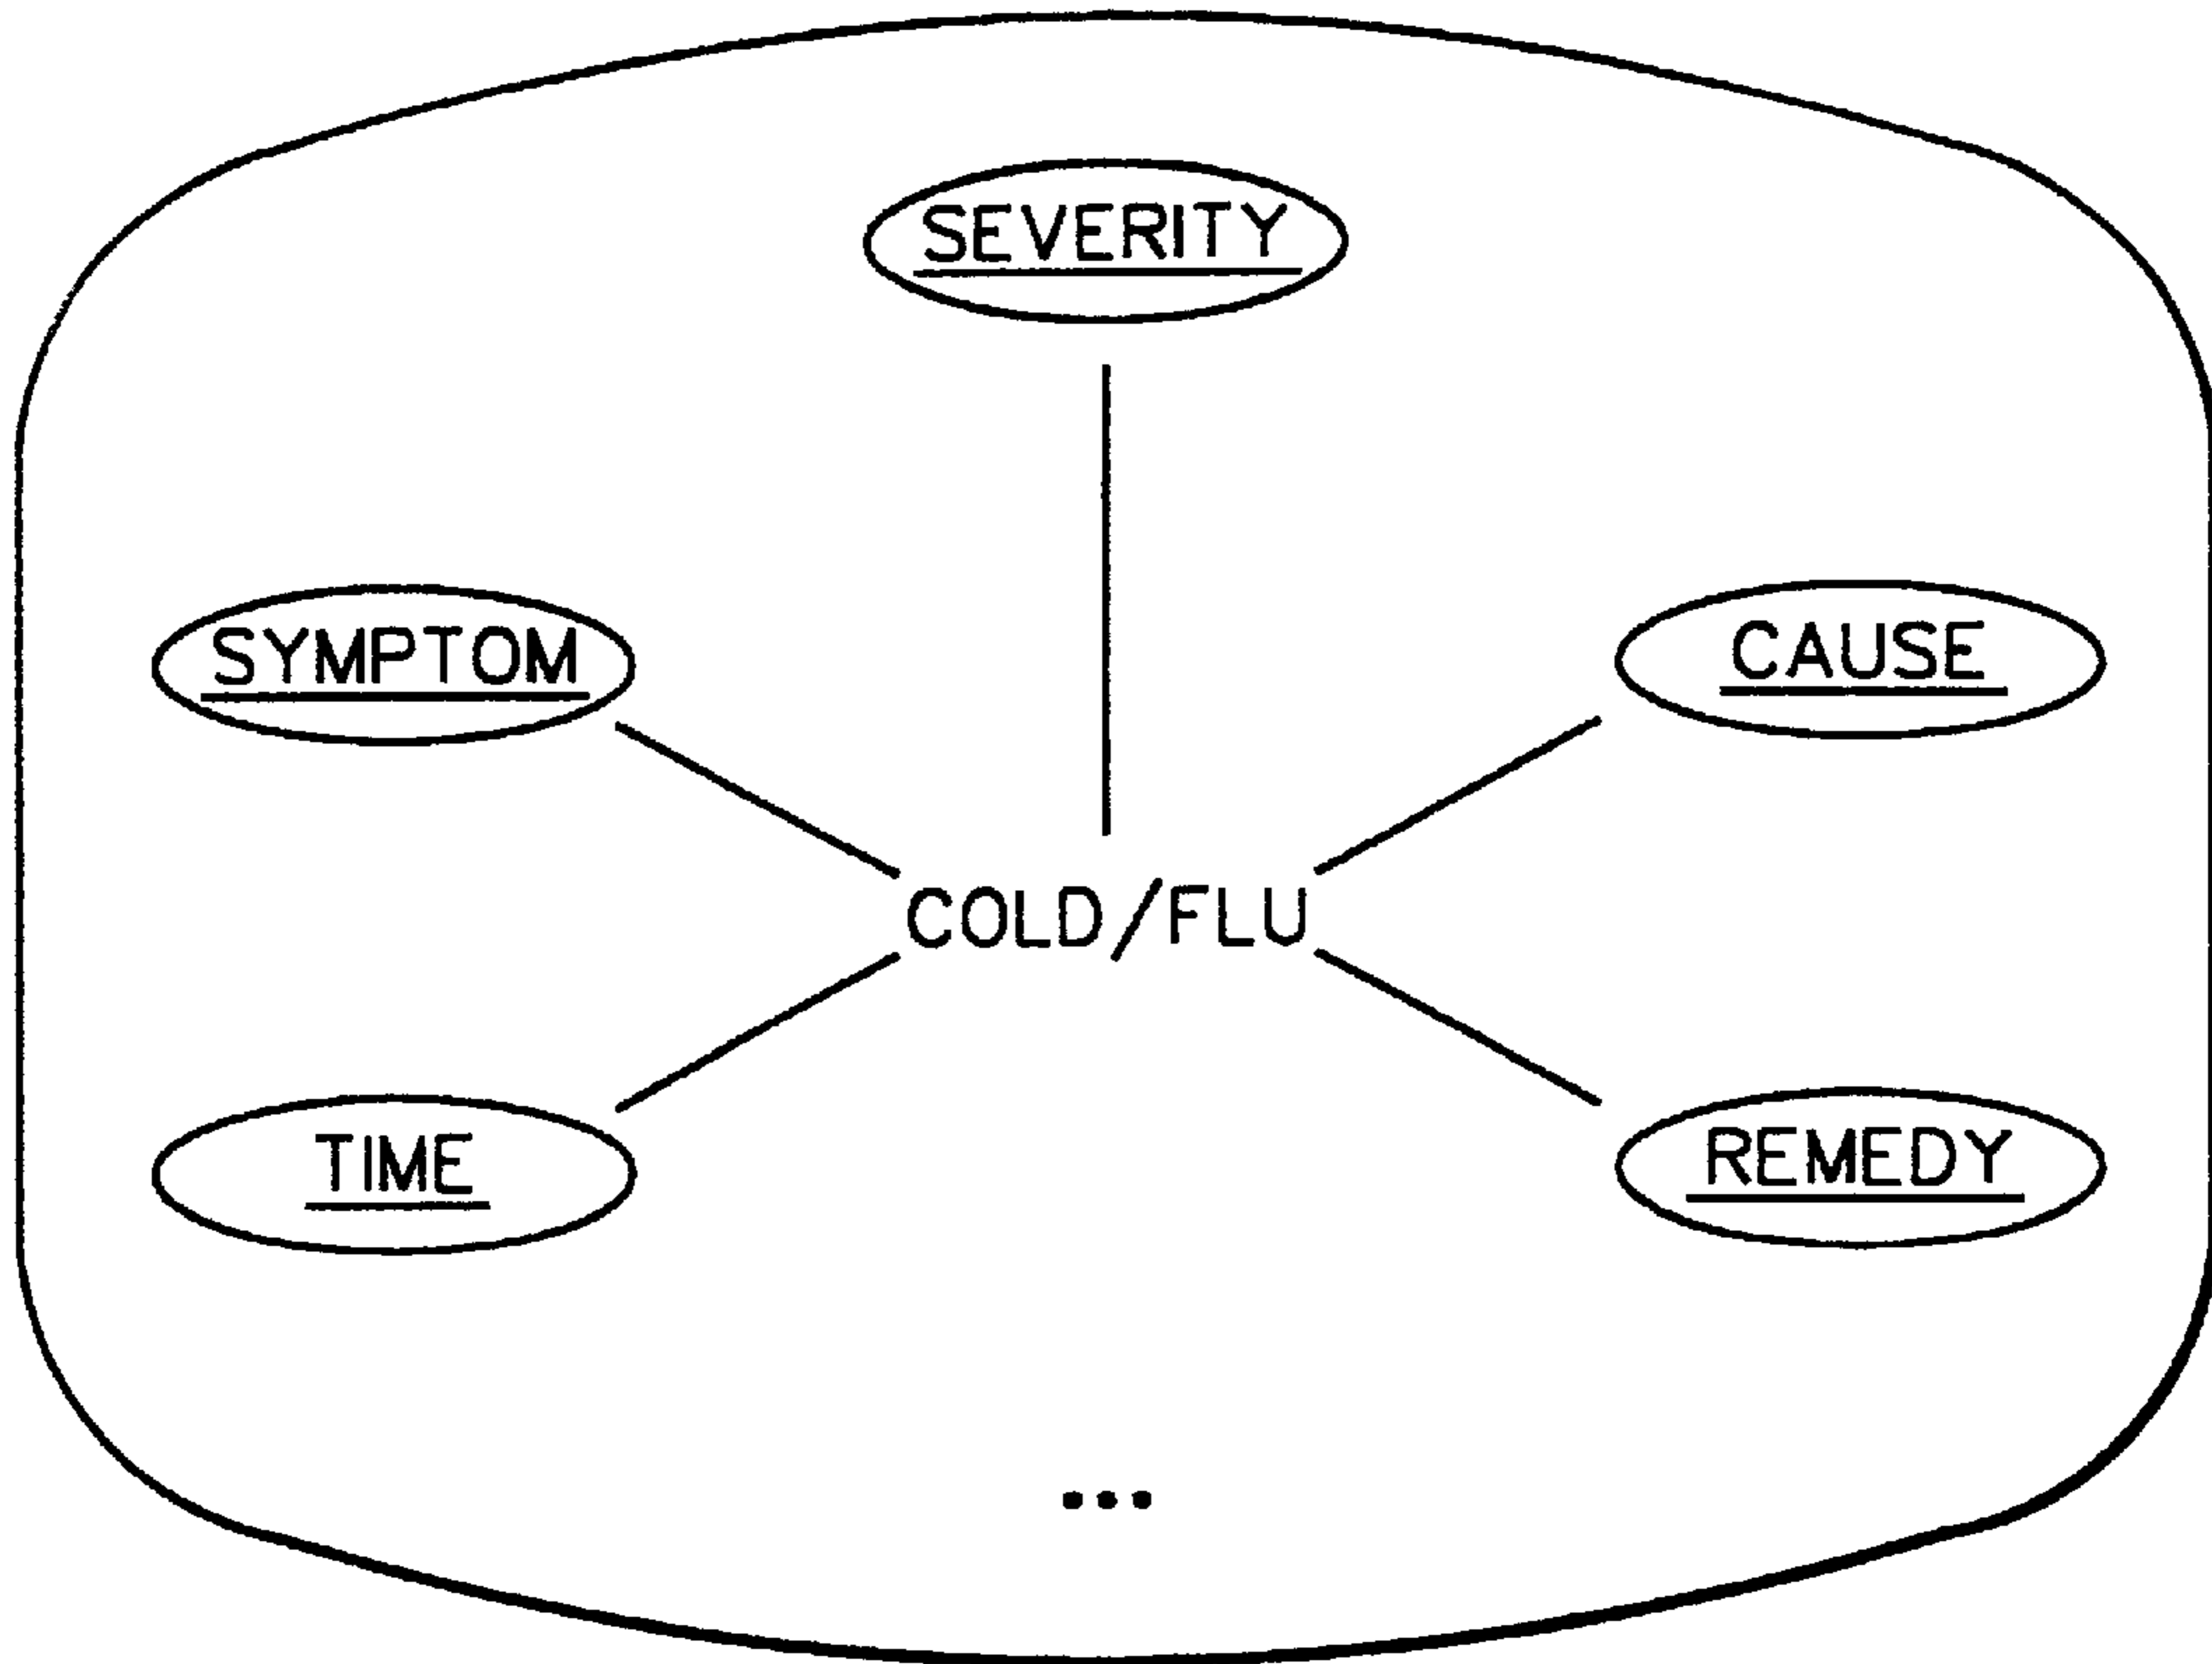 SEVERITY
SYMPTOM
CAUSE
COLD/FLU
TIME
REMEDY
...